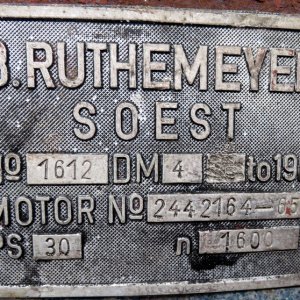 B.RUTHEMEYER
SOEST
No 1612 DM 4 to 19
MOTOR No 2442164-65
PS 30 n 1600